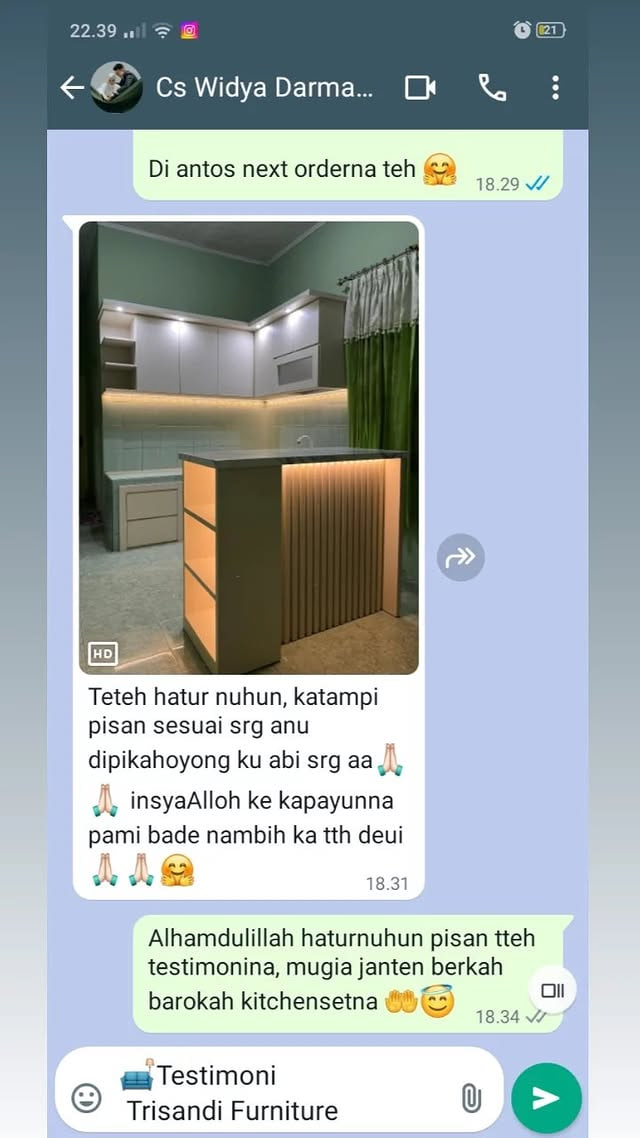 22.39
21
Cs Widya Darma...
Di antos next orderna teh 🤗
18.29
HD
Teteh hatur nuhun, katampi
pisan sesuai srg anu
dipikahoyong ku abi srg aa🙏🏻
🙏🏻 insyaAlloh ke kapayunna
pami bade nambih ka tth deui
🙏🏻🙏🏻🤗
18.31
Alhamdulillah haturnuhun pisan tteh
testimonina, mugia janten berkah
barokah kitchensetna 🤲😇
18.34
🛋️Testimoni
Trisandi Furniture